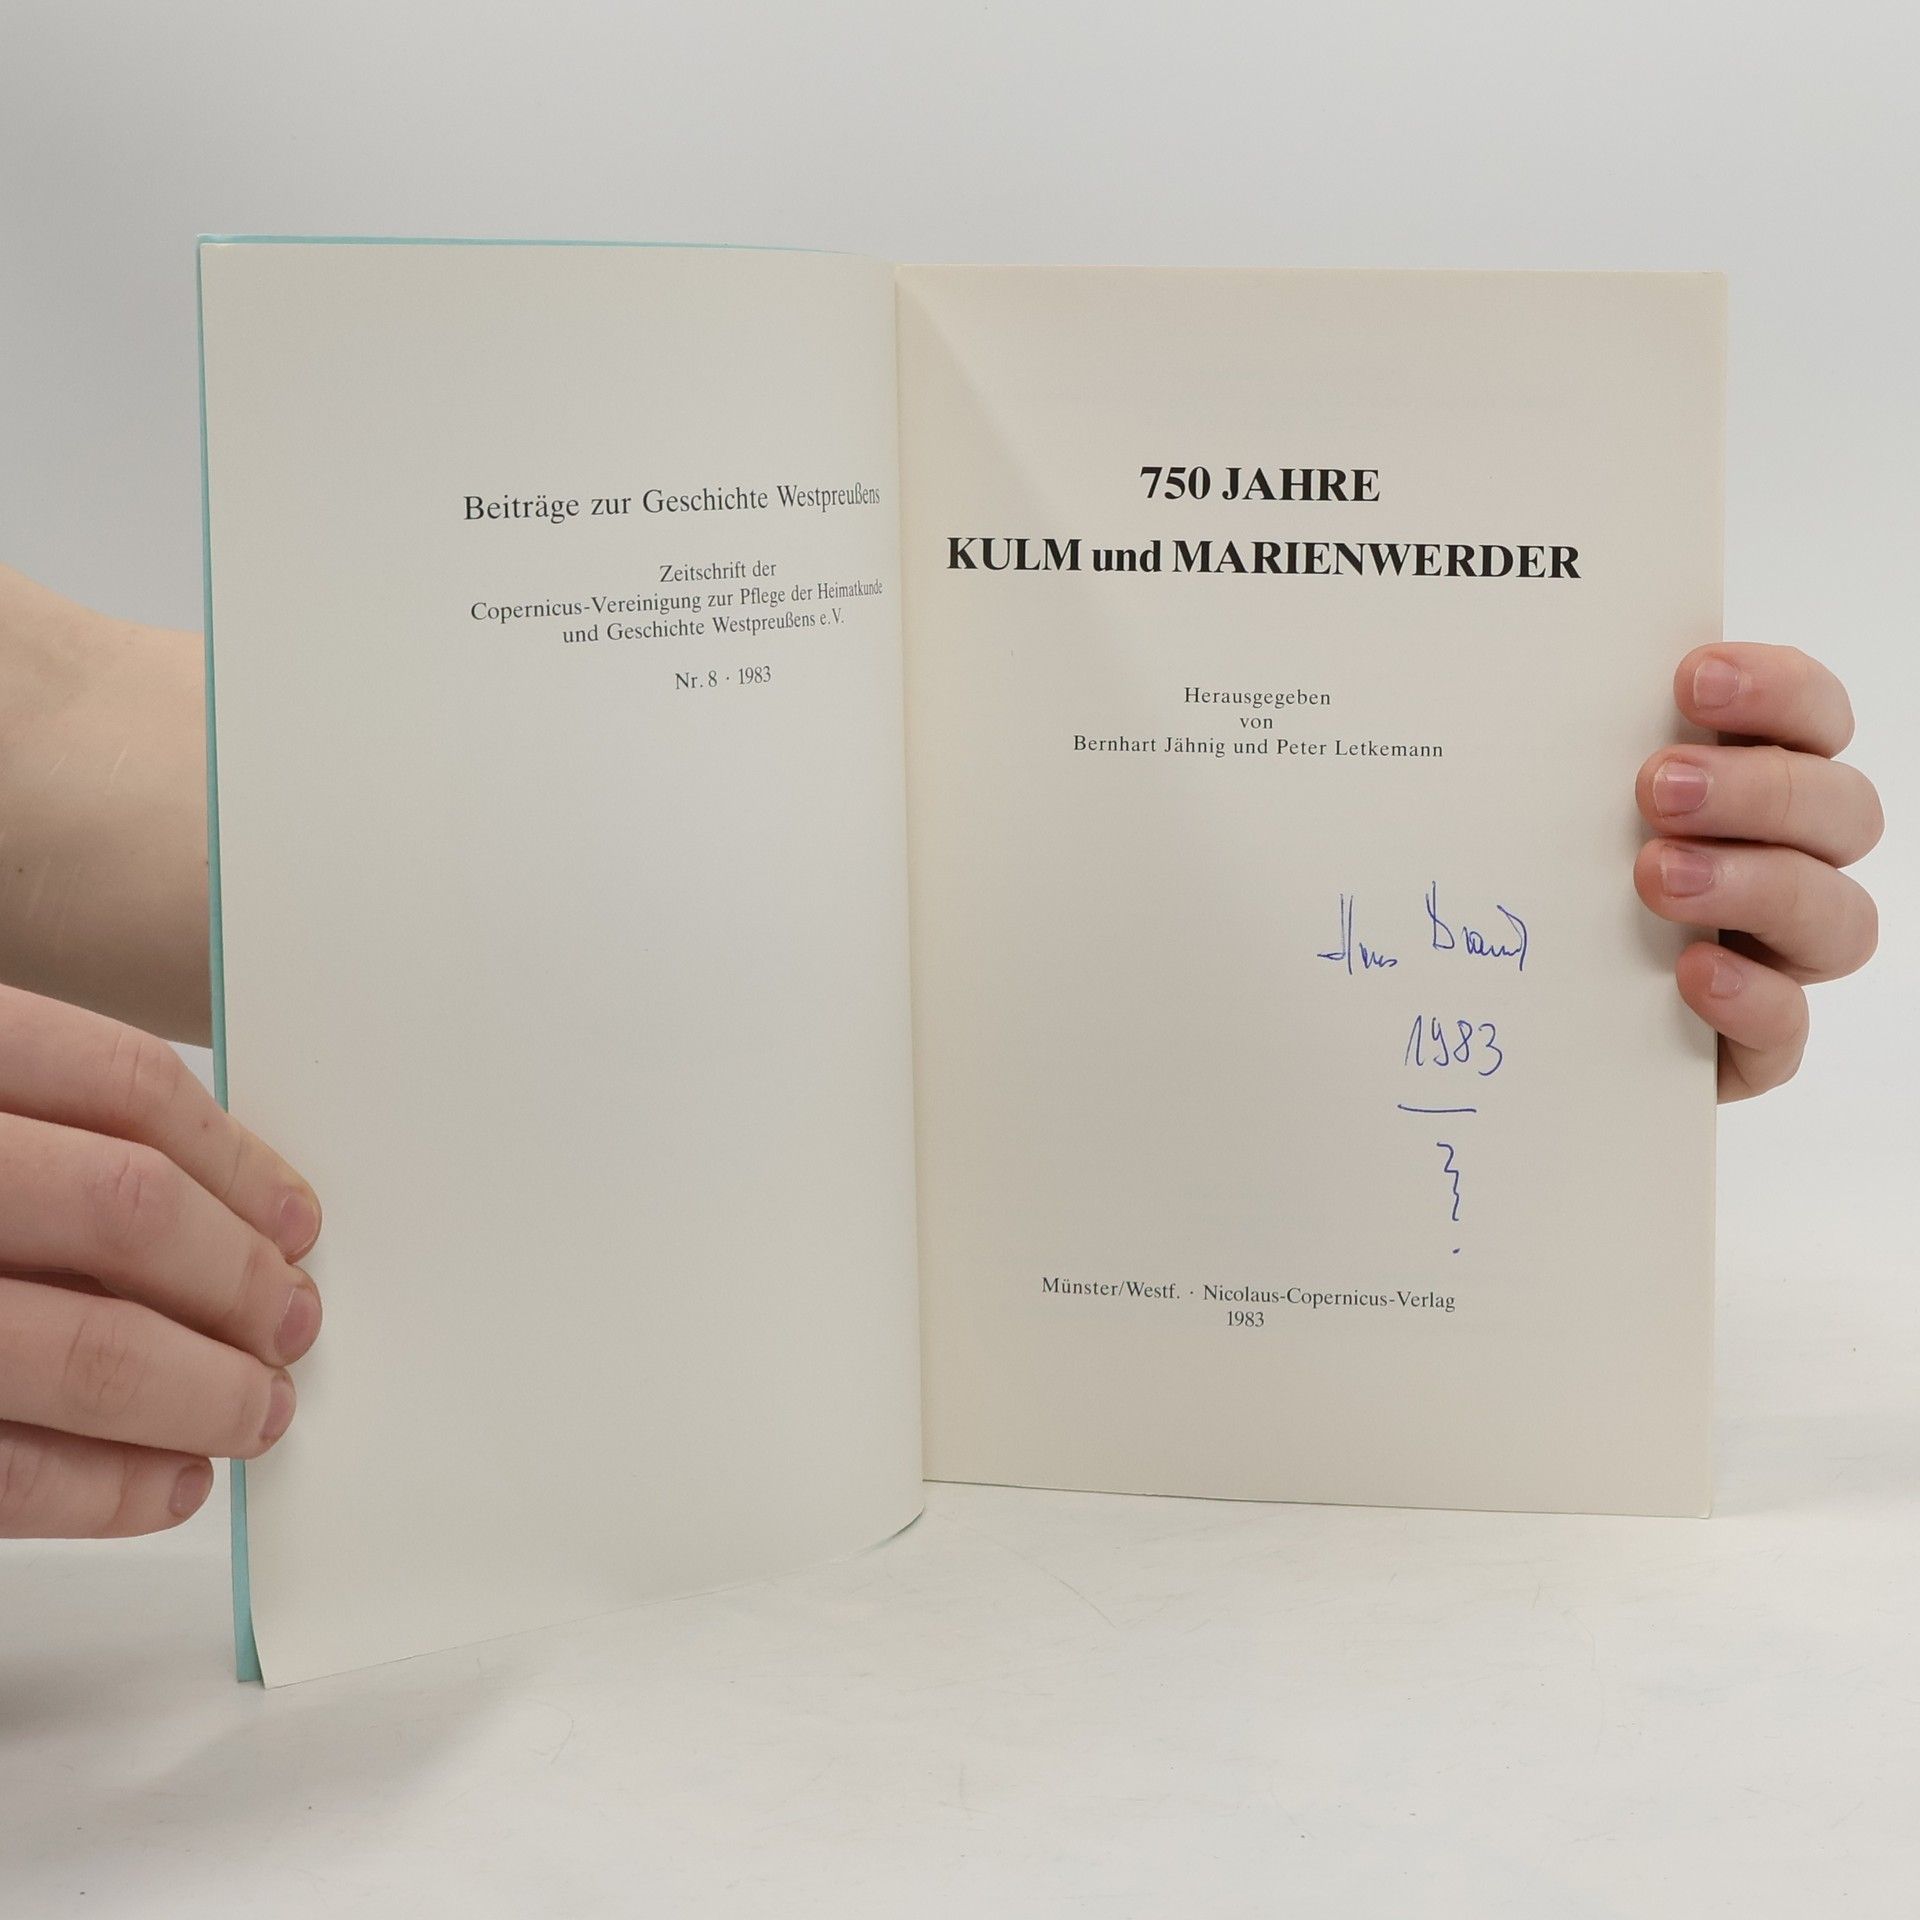 Beiträge zur Geschichte Westpreußens
Zeitschrift der
Copernicus-Vereinigung zur Pflege der Heimatkunde
und Geschichte Westpreußens e.V.
Nr. 8 · 1983
750 JAHRE
KULM und MARIENWERDER
Herausgegeben
von
Bernhart Jähnig und Peter Letkemann
1983
Münster/Westf. · Nicolaus-Copernicus-Verlag
1983